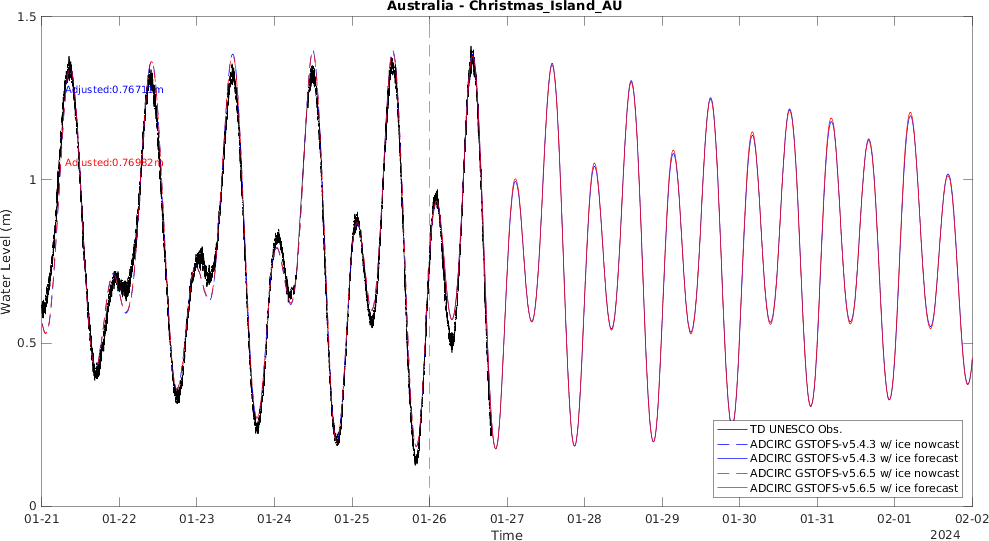 Australia - Christmas_Island_AU
1.5
Adjusted:0.76711m
Adjusted:0.76982m
1
0.5
0
Water Level (m)
TD UNESCO Obs.
ADCIRC GSTOFS-v5.4.3 w/ ice nowcast
ADCIRC GSTOFS-v5.4.3 w/ ice forecast
ADCIRC GSTOFS-v5.6.5 w/ ice nowcast
ADCIRC GSTOFS-v5.6.5 w/ ice forecast
01-21 01-22 01-23 01-24 01-25 01-26 01-27 01-28 01-29 01-30 01-31 02-01 02-02
Time
2024